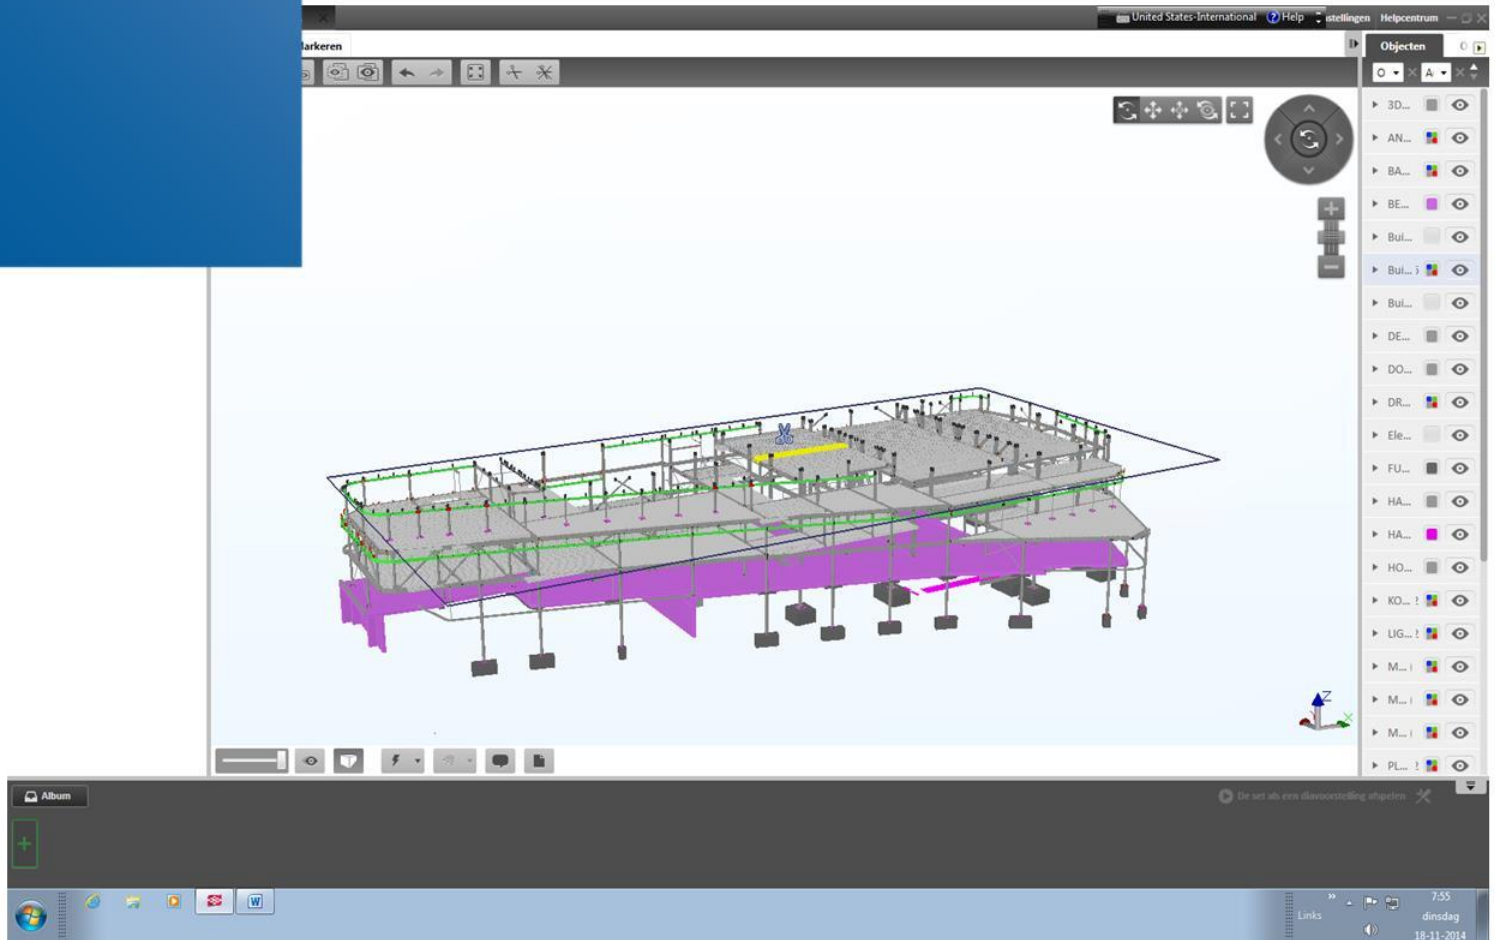 United States-International
Help
stellingen
Helpcentrum
larkeren
Objecten
O
A
3D...
AN...
BA...
BE...
Bui...
Bui...
Bui...
DE...
DO...
DR...
Ele...
FU...
HA...
HA...
HO...
KO...
LIG...
M...
M...
M...
PL...
Z
X
Album
De set als een diavoorstelling afspelen
Links
7:55
dinsdag
18-11-2014